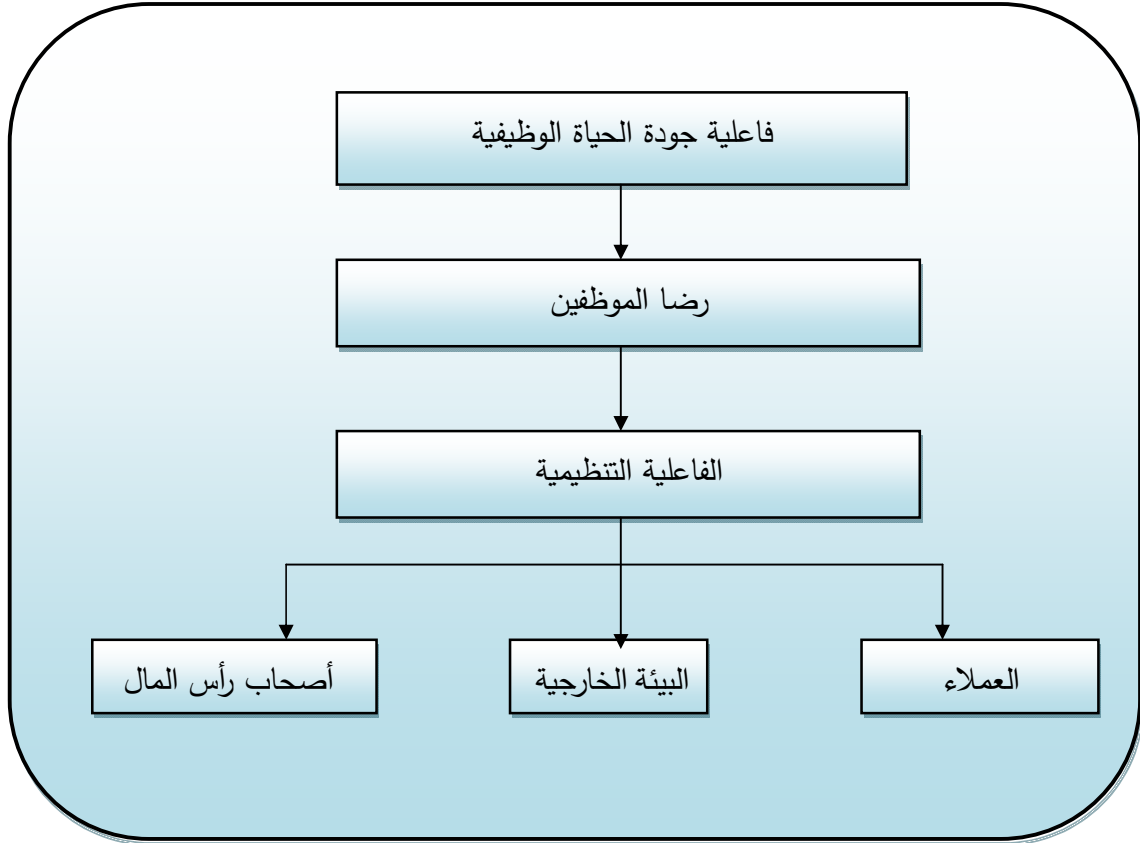 فاعلية جودة الحياة الوظيفية
رضا الموظفين
الفاعلية التنظيمية
العملاء
البيئة الخارجية
أصحاب رأس المال